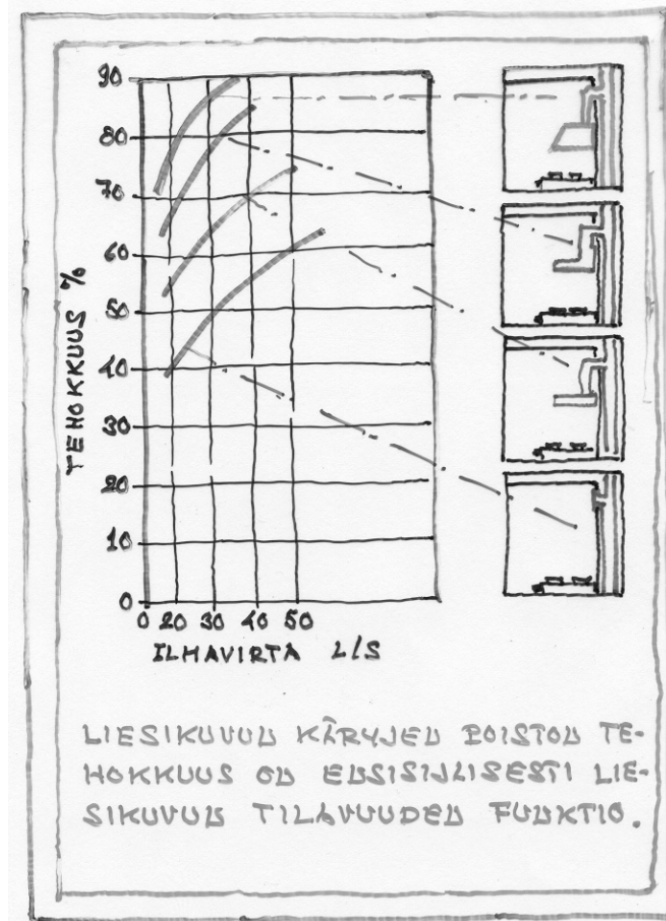 90
80
70
60
50
40
30
20
10
0
TEHOKKUUS %
0 20 30 40 50
ILMAVIRTA L/S
LIESIKUVUN KÄRYJEN POISTON TE-
HOKKUUS ON ENSISIJLISESTI LIE-
SIKUVUN TILAVUUDEN FUNKTIO.